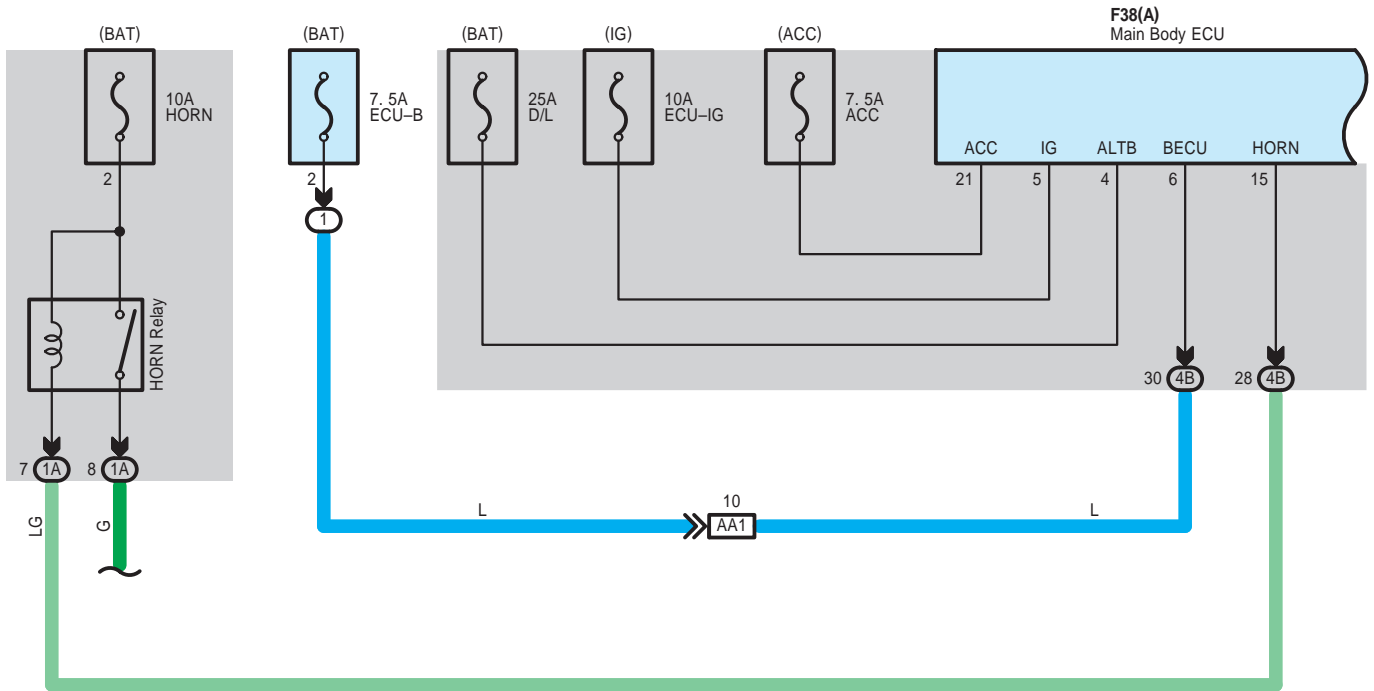 F38(A)
Main Body ECU
(BAT)
(BAT)
(BAT)
(IG)
(ACC)
10A
HORN
7. 5A
ECU–B
25A
D/L
10A
ECU–IG
7. 5A
ACC
ACC
IG
ALTB
BECU
HORN
2
2
21
5
4
6
15
1
HORN Relay
30
4B
28
4B
7
1A
8
1A
L
10
AA1
L
LG
G